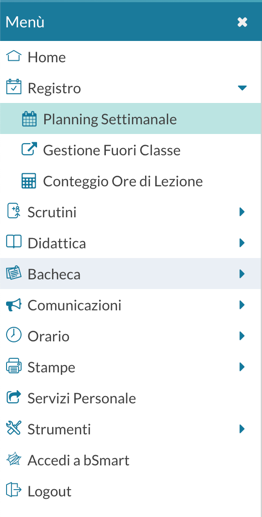 Menù
Home
Registro
Planning Settimanale
Gestione Fuori Classe
Conteggio Ore di Lezione
Scrutini
Didattica
Bacheca
Comunicazioni
Orario
Stampe
Servizi Personale
Strumenti
Accedi a bSmart
Logout